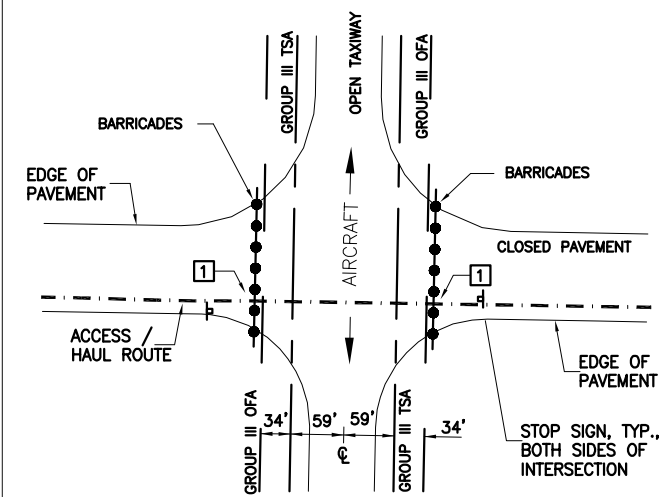 GROUP III TSA
OPEN TAXIWAY
GROUP III OFA
BARRICADES
BARRICADES
EDGE OF
PAVEMENT
AIRCRAFT
CLOSED PAVEMENT
1
1
ACCESS /
HAUL ROUTE
EDGE OF
PAVEMENT
GROUP III OFA
34'
59'
59'
GROUP III TSA
34'
℄
STOP SIGN, TYP.,
BOTH SIDES OF
INTERSECTION